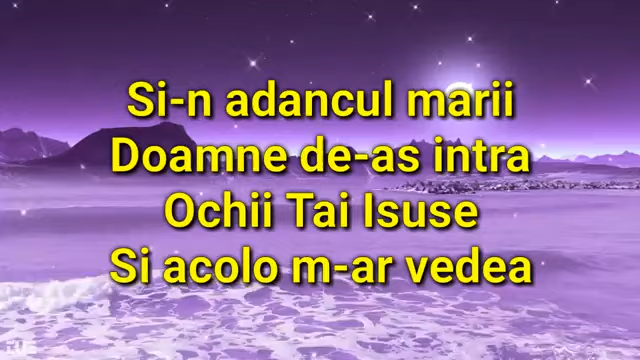 Si-n adancul marii
Doamne de-as intra
Ochii Tai Isuse
Si acolo m-ar vedea